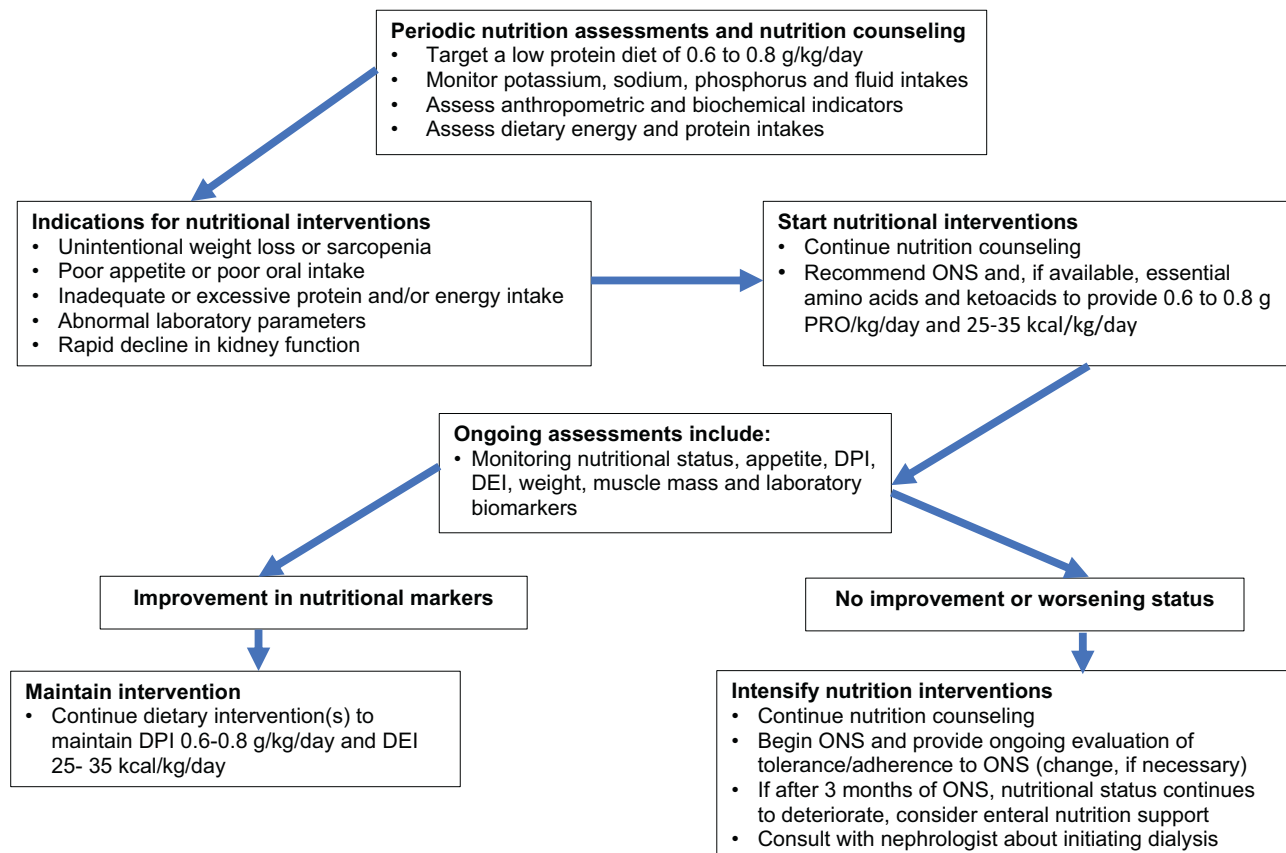 Periodic nutrition assessments and nutrition counseling
• Target a low protein diet of 0.6 to 0.8 g/kg/day
• Monitor potassium, sodium, phosphorus and fluid intakes
• Assess anthropometric and biochemical indicators
• Assess dietary energy and protein intakes
Indications for nutritional interventions
• Unintentional weight loss or sarcopenia
• Poor appetite or poor oral intake
• Inadequate or excessive protein and/or energy intake
• Abnormal laboratory parameters
• Rapid decline in kidney function
Start nutritional interventions
• Continue nutrition counseling
• Recommend ONS and, if available, essential
amino acids and ketoacids to provide 0.6 to 0.8 g
PRO/kg/day and 25-35 kcal/kg/day
Ongoing assessments include:
• Monitoring nutritional status, appetite, DPI,
DEI, weight, muscle mass and laboratory
biomarkers
Improvement in nutritional markers
No improvement or worsening status
Maintain intervention
• Continue dietary intervention(s) to
maintain DPI 0.6-0.8 g/kg/day and DEI
25- 35 kcal/kg/day
Intensify nutrition interventions
• Continue nutrition counseling
• Begin ONS and provide ongoing evaluation of
tolerance/adherence to ONS (change, if necessary)
• If after 3 months of ONS, nutritional status continues
to deteriorate, consider enteral nutrition support
• Consult with nephrologist about initiating dialysis